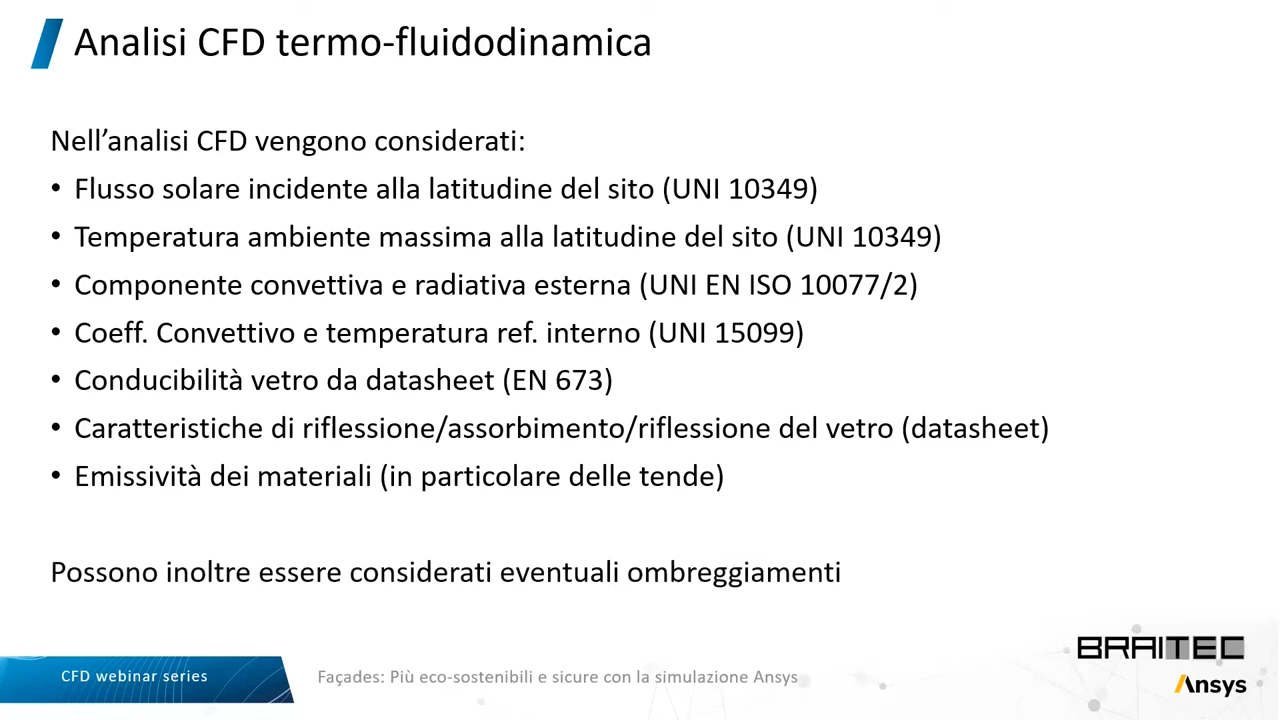 Analisi CFD termo-fluidodinamica
Nell'analisi CFD vengono considerati:
• Flusso solare incidente alla latitudine del sito (UNI 10349)
• Temperatura ambiente massima alla latitudine del sito (UNI 10349)
• Componente convettiva e radiativa esterna (UNI EN ISO 10077/2)
• Coeff. Convettivo e temperatura ref. interno (UNI 15099)
• Conducibilità vetro da datasheet (EN 673)
• Caratteristiche di riflessione/assorbimento/riflessione del vetro (datasheet)
• Emissività dei materiali (in particolare delle tende)
Possono inoltre essere considerati eventuali ombreggiamenti
BRAITEC
CFD webinar series
Façades: Più eco-sostenibili e sicure con la simulazione Ansys
Ansys